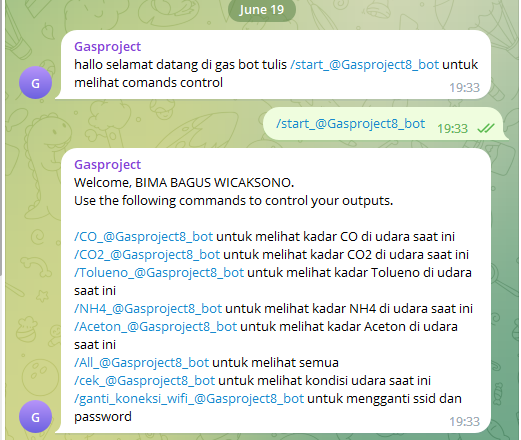 June 19
Gasproject
hallo selamat datang di gas bot tulis /start_@Gasproject8_bot untuk
melihat comands control
G
19:33
/start_@Gasproject8_bot
19:33
Gasproject
Welcome, BIMA BAGUS WICAKSONO.
Use the following commands to control your outputs.
/CO_@Gasproject8_bot untuk melihat kadar CO di udara saat ini
/CO2_@Gasproject8_bot untuk melihat kadar CO2 di udara saat ini
/Tolueno_@Gasproject8_bot untuk melihat kadar Tolueno di udara
saat ini
/NH4_@Gasproject8_bot untuk melihat kadar NH4 di udara saat ini
/Aceton_@Gasproject8_bot untuk melihat kadar Aceton di udara
saat ini
/All_@Gasproject8_bot untuk melihat semua
/cek_@Gasproject8_bot untuk melihat kondisi udara saat ini
/ganti_koneksi_wifi_@Gasproject8_bot untuk mengganti ssid dan
password
G
19:33